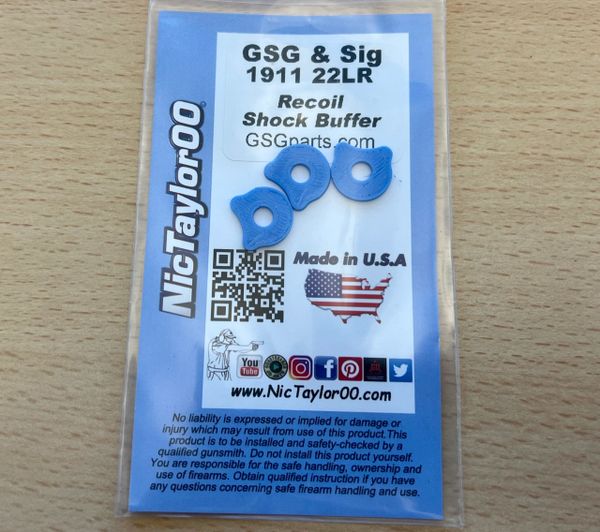 GSG & Sig
1911 22LR
Recoil
Shock Buffer
GSGparts.com
NicTaylor00
Made in U.S.A
You
Tube
www.NicTaylor00.com
No liability is expressed or implied for damage or
injury which may result from use of this product.This
product is to be installed and safety-checked by a
qualified gunsmith. Do not install this product yourself.
You are responsible for the safe handling, ownership and
use of firearms. Obtain qualified instruction if you have
any questions concerning safe firearm handling and use.